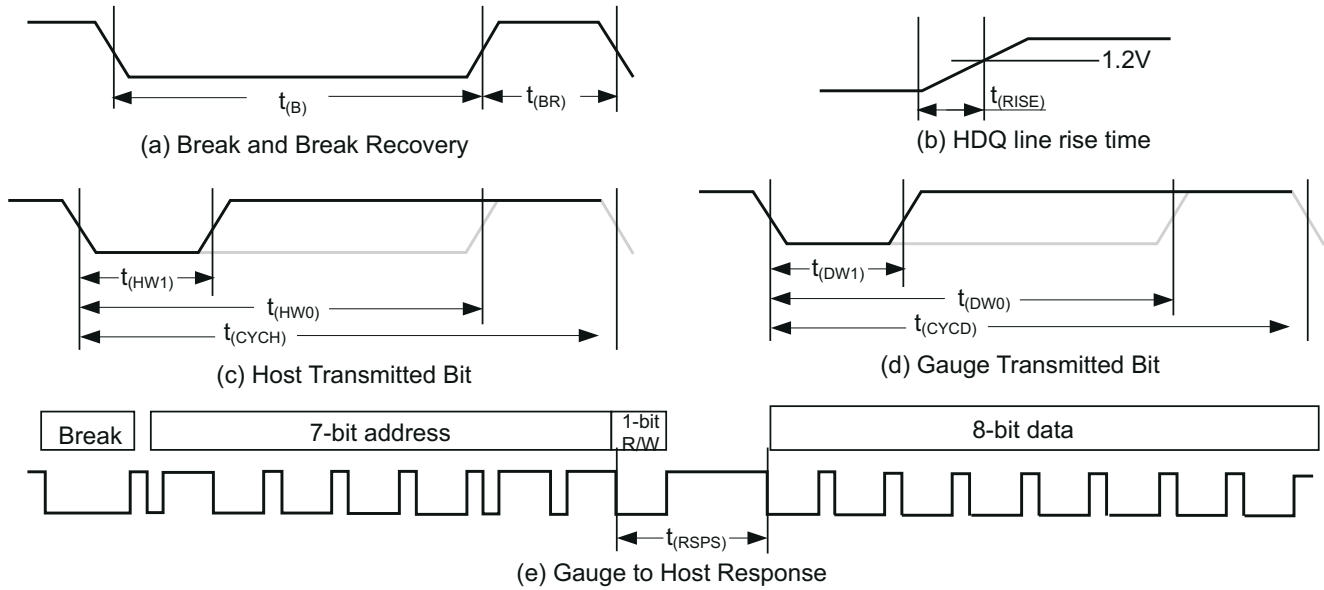 t(B)
t(BR)
(a) Break and Break Recovery
1.2V
t(RISE)
(b) HDQ line rise time
t(HW1)
t(HW0)
t(CYCH)
(c) Host Transmitted Bit
t(DW1)
t(DW0)
t(CYCD)
(d) Gauge Transmitted Bit
Break
7-bit address
1-bit
R/W
8-bit data
t(RSPS)
(e) Gauge to Host Response